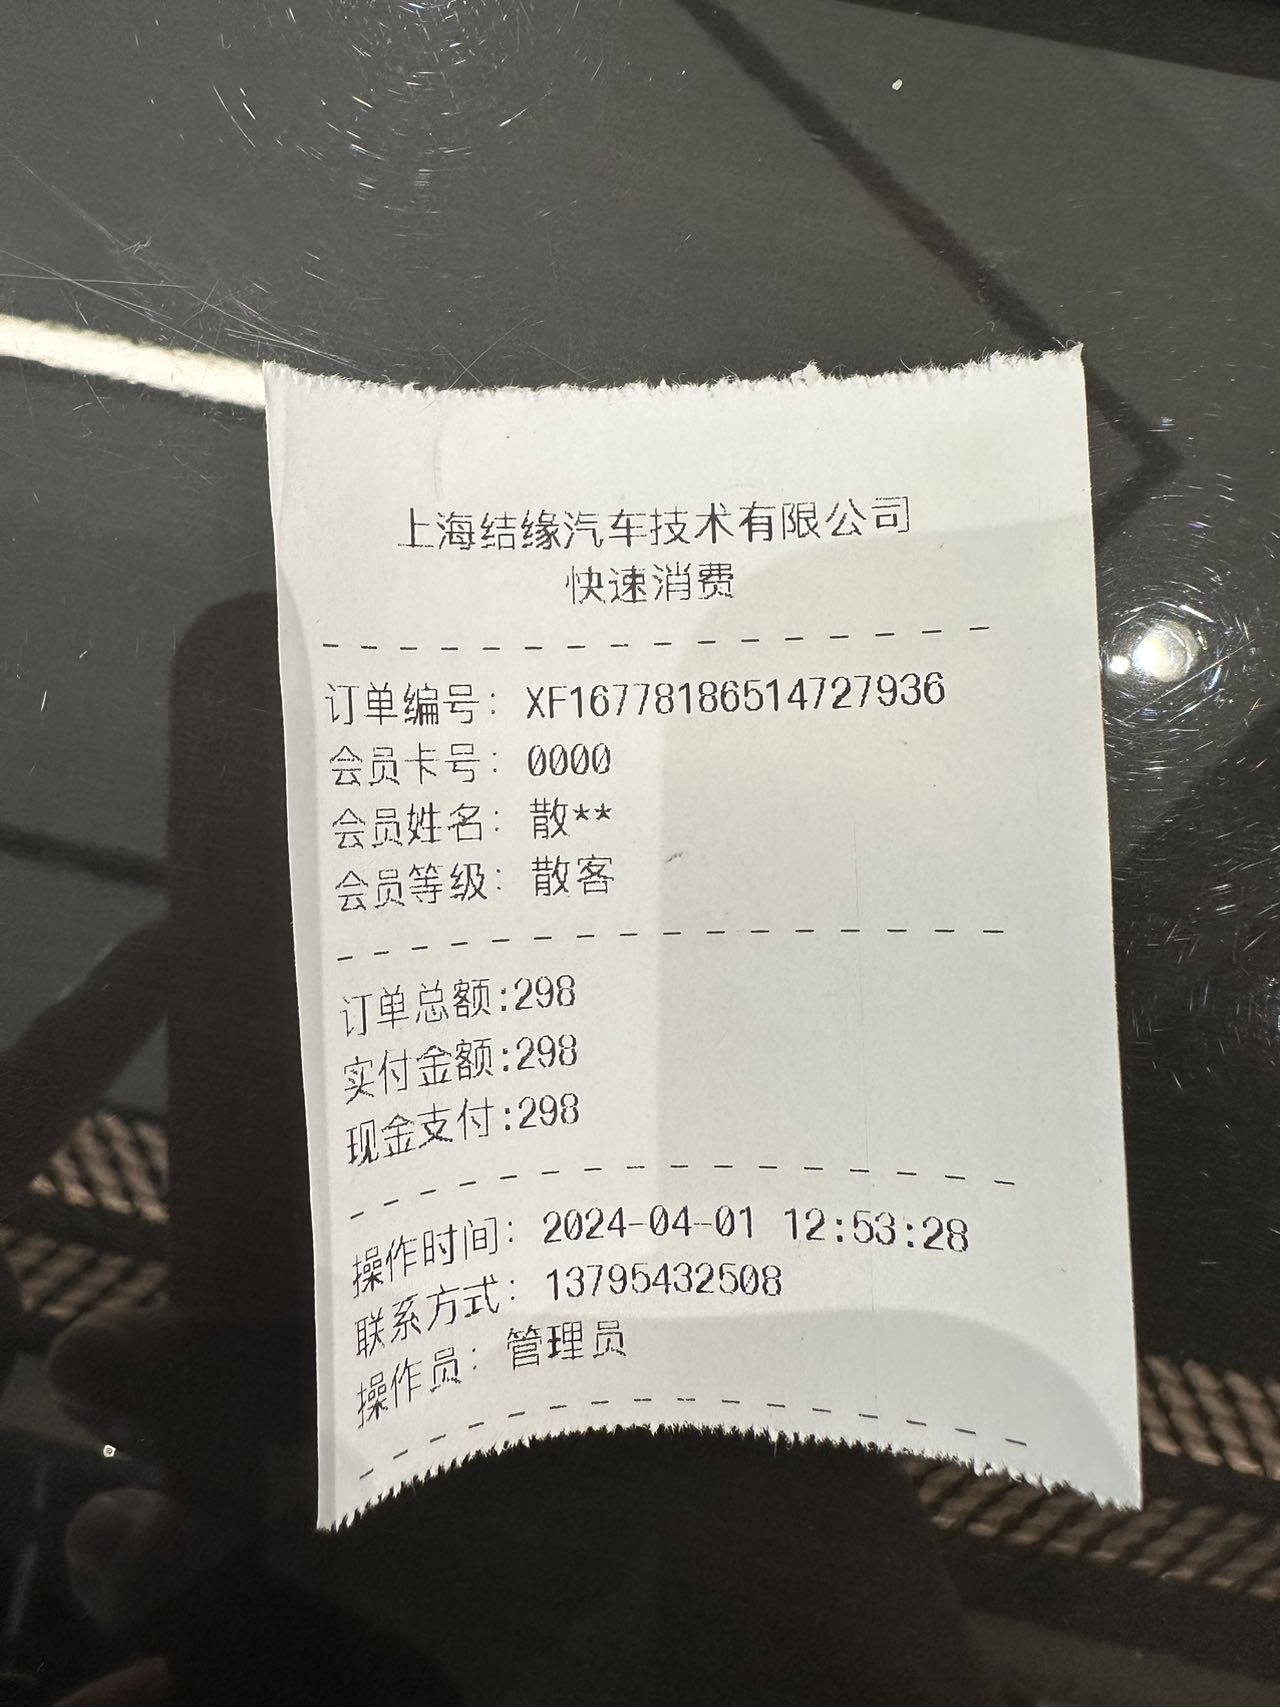 上海结缘汽车技术有限公司
快速消费
----------------
订单编号: XF16778186514727936
会员卡号: 0000
会员姓名: 散**
会员等级: 散客
----------------
订单总额:298
实付金额:298
现金支付:298
----------------
操作时间: 2024-04-01 12:53:28
联系方式: 13795432508
操作员: 管理员
----------------